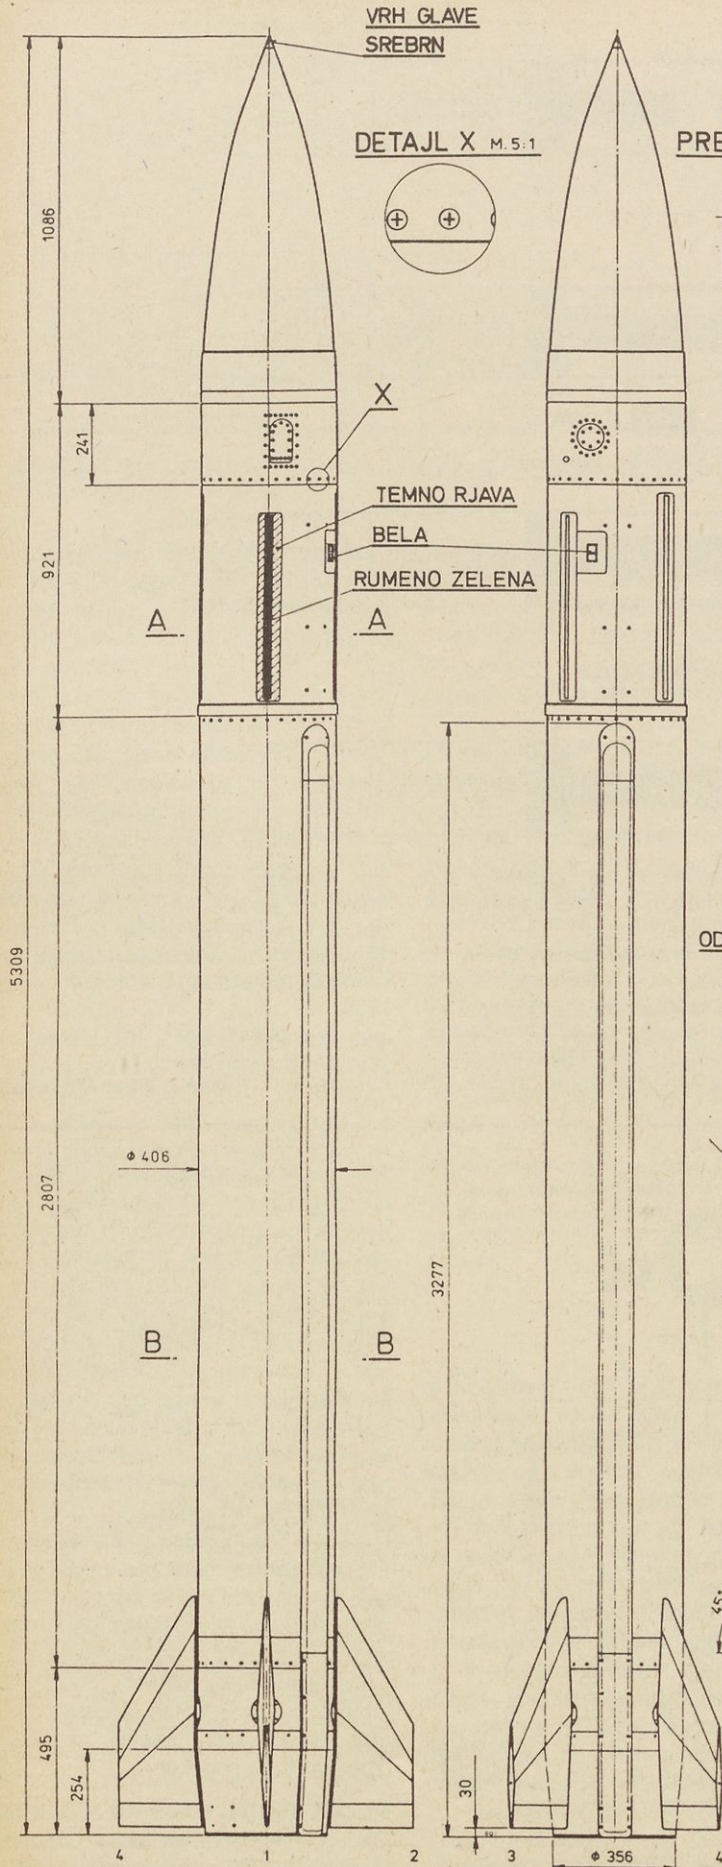 VRH GLAVE
SREBRN
DETAJL X M. 5:1
PRE
1086
X
241
TEMNO RJAVA
BELA
RUMENO ZELENA
921
A
A
OD
5309
φ 406
2807
3277
B
B
45°
495
254
30
4
1
2
3
φ 356
4